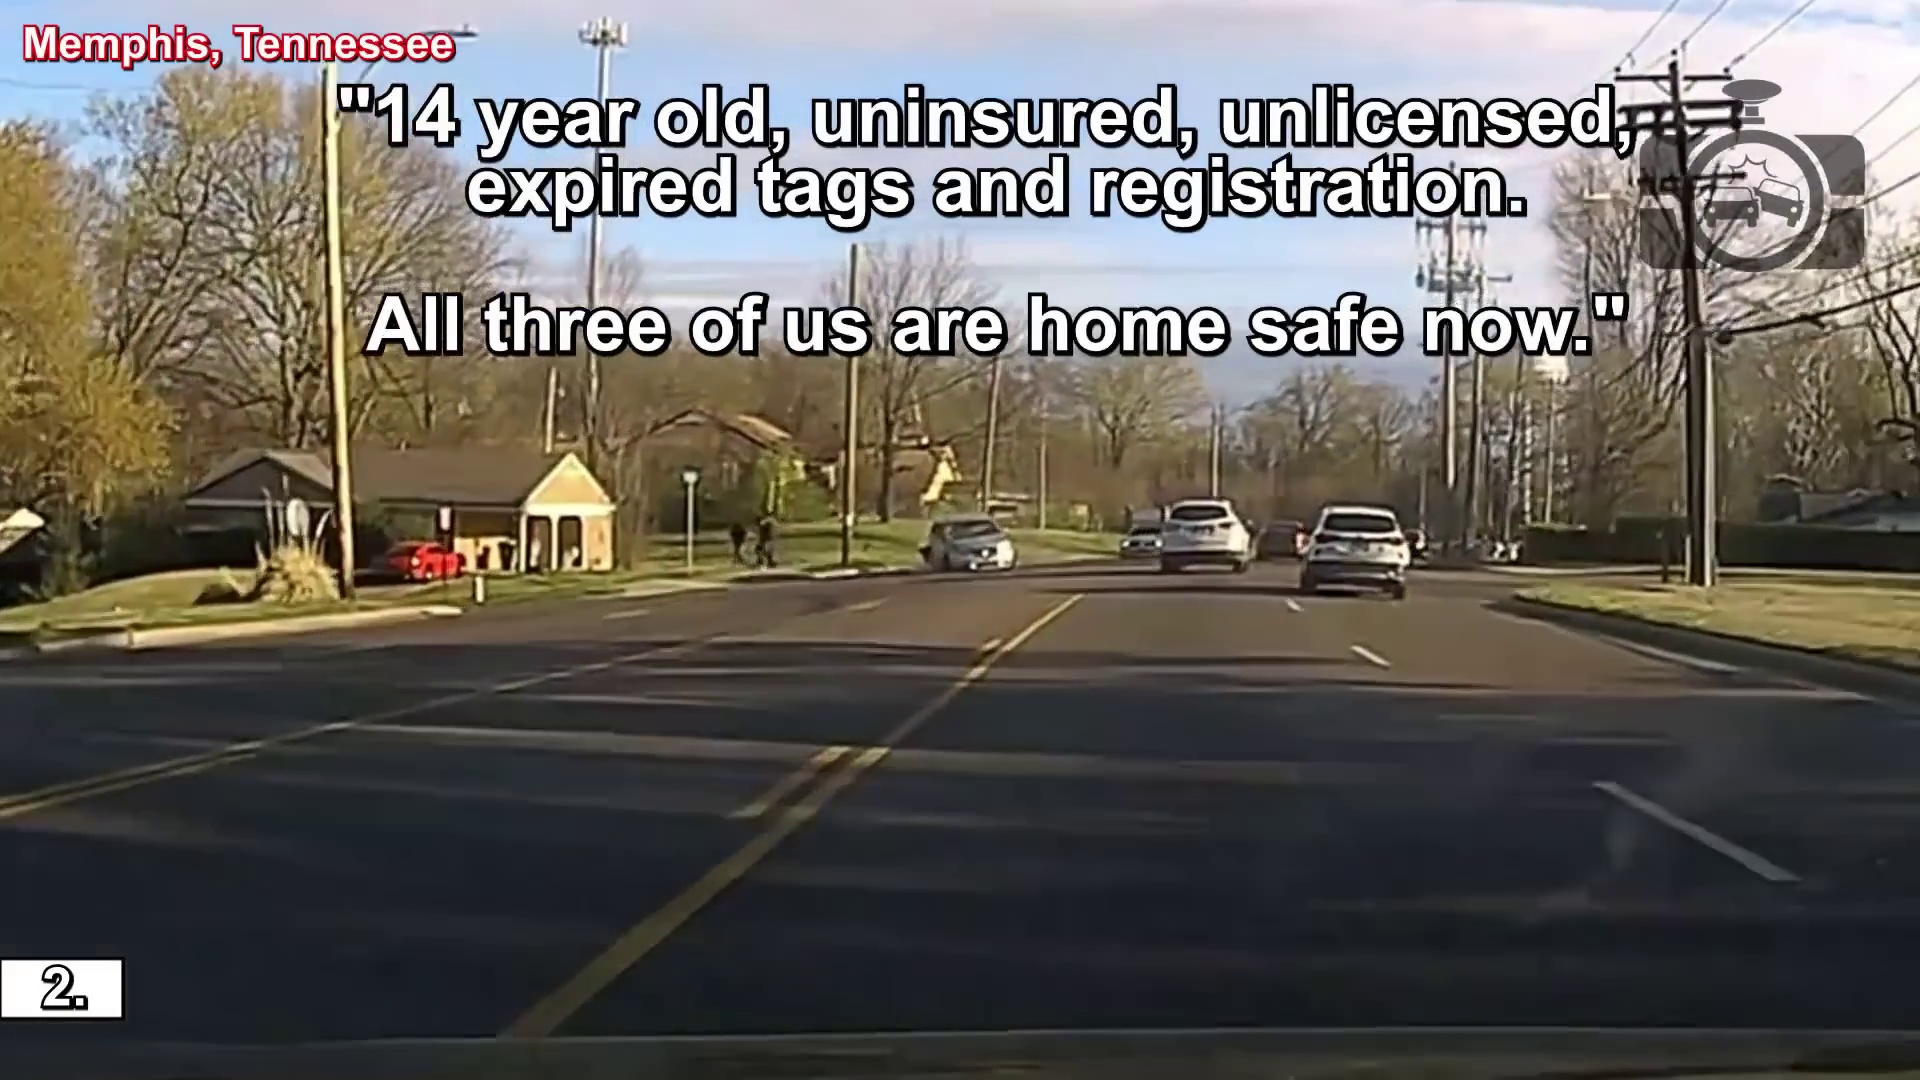 Memphis, Tennessee
"14 year old, uninsured, unlicensed,
expired tags and registration.
All three of us are home safe now."
2.